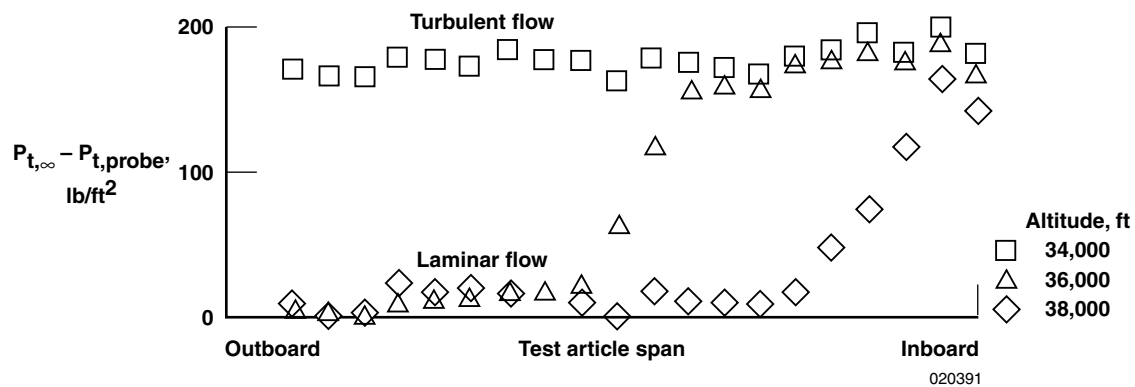 200
Turbulent flow
Pt,∞ – Pt,probe,
lb/ft2
100
Laminar flow
0
Outboard
Test article span
Inboard
Altitude, ft
34,000
36,000
38,000
020391